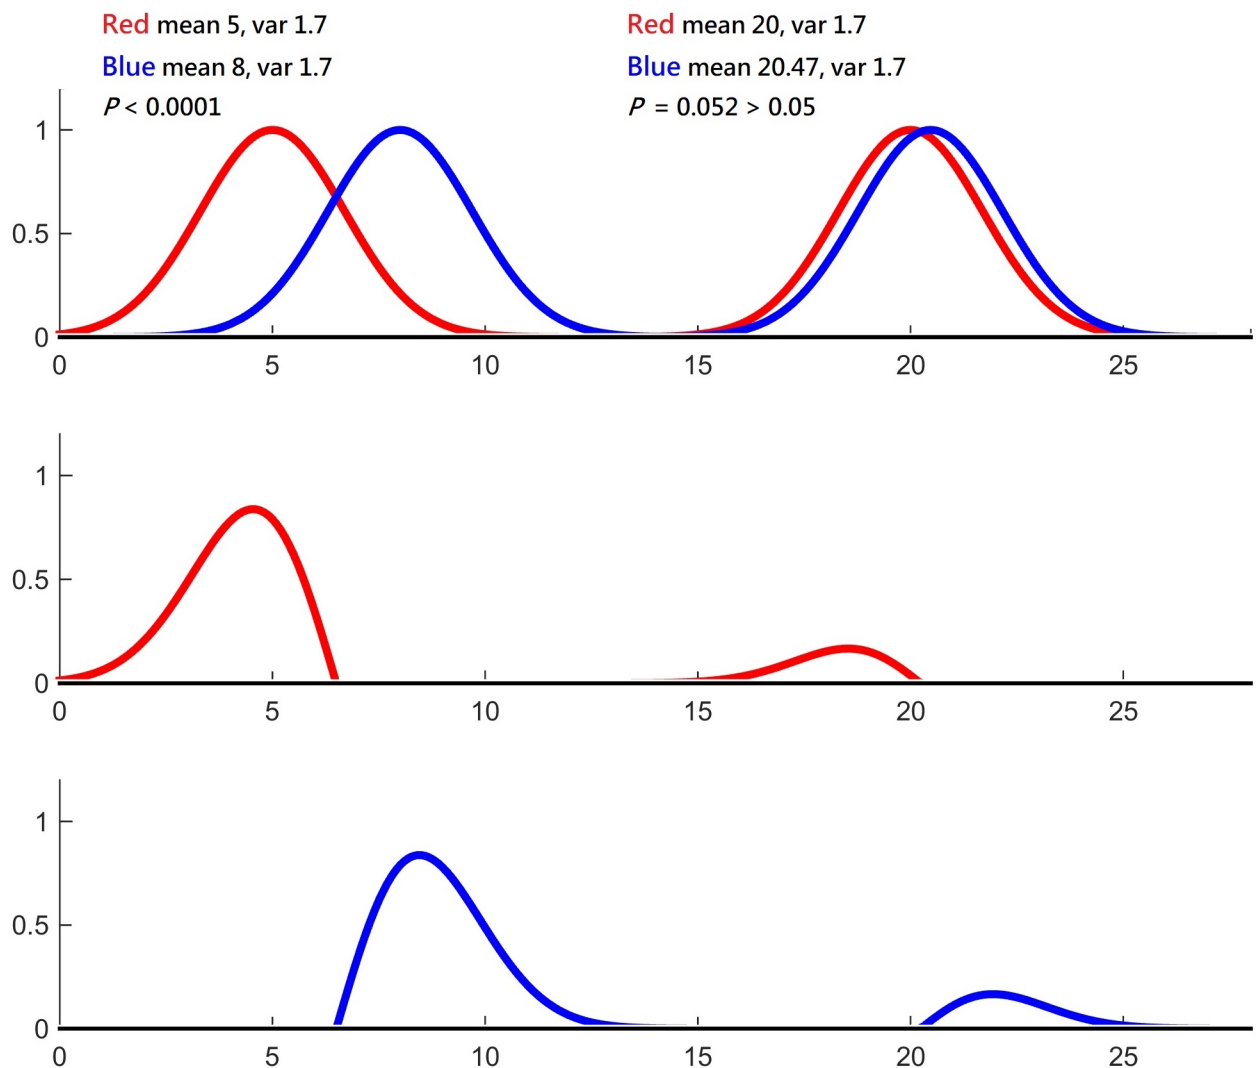 Red mean 5, var 1.7
Blue mean 8, var 1.7
P < 0.0001
Red mean 20, var 1.7
Blue mean 20.47, var 1.7
P = 0.052 > 0.05
1
0.5
0
0 5 10 15 20 25
1
0.5
0
0 5 10 15 20 25
1
0.5
0
0 5 10 15 20 25